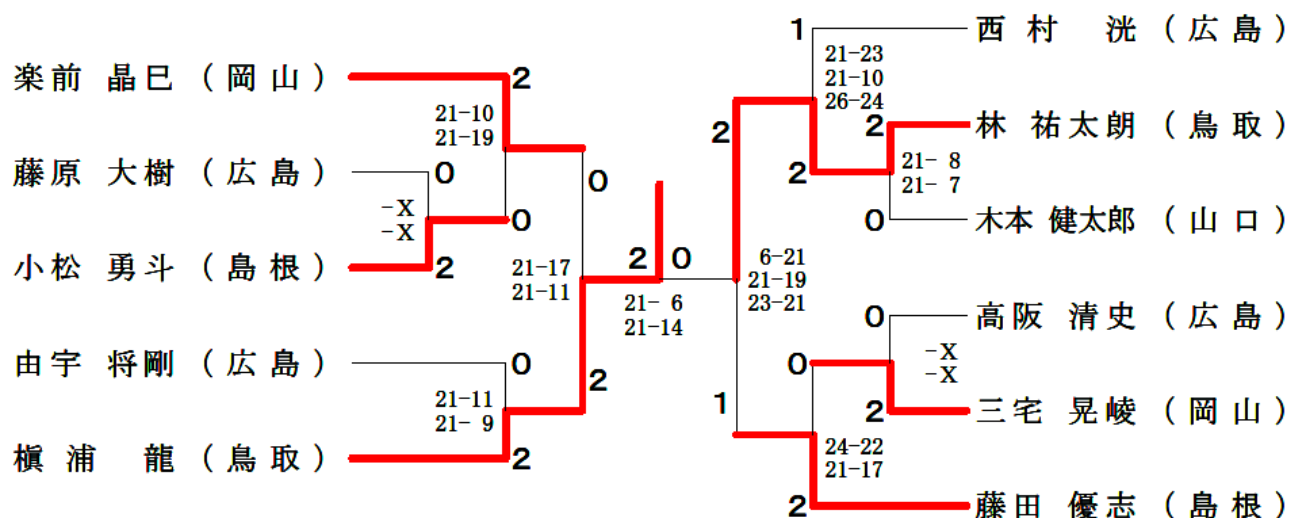 楽前 晶巳 (岡山)
2
21-10
21-19
藤原 大樹 (広島)
0
-X
-X
0
小松 勇斗 (島根)
2
0
21-17
21-11
由宇 将剛 (広島)
0
21-11
21- 9
2
槇浦 龍 (鳥取)
2
2
0
21- 6
21-14
1
西村 洸 (広島)
21-23
21-10
26-24
2
2
林 祐太朗 (鳥取)
21- 8
21- 7
2
0
木本 健太郎 (山口)
6-21
21-19
23-21
0
高阪 清史 (広島)
-X
-X
0
2
三宅 晃崚 (岡山)
1
24-22
21-17
2
藤田 優志 (島根)